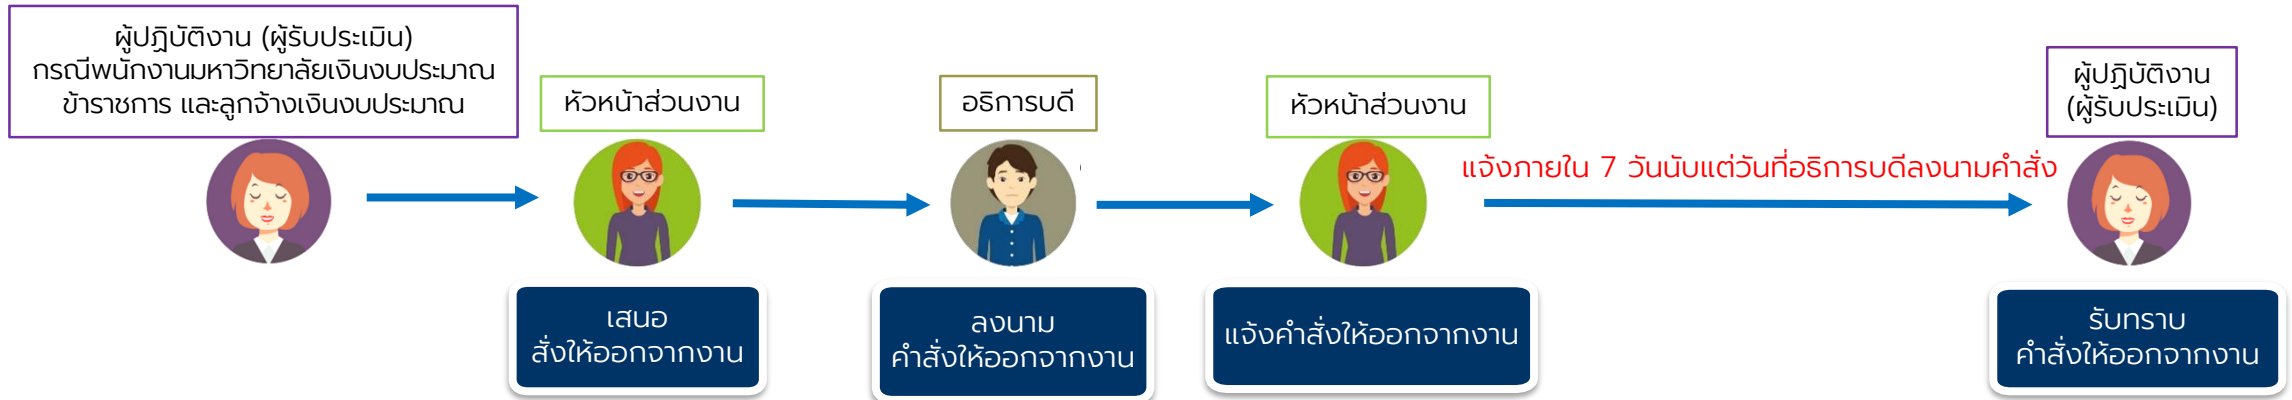 ผู้ปฏิบัติงาน (ผู้รับประเมิน)
กรณีพนักงานมหาวิทยาลัยเงินงบประมาณ
ข้าราชการ และลูกจ้างเงินงบประมาณ
หัวหน้าส่วนงาน
อธิการบดี
หัวหน้าส่วนงาน
ผู้ปฏิบัติงาน
(ผู้รับประเมิน)
แจ้งภายใน 7 วันนับแต่วันที่อธิการบดีลงนามคำสั่ง
เสนอ
สั่งให้ออกจากงาน
ลงนาม
คำสั่งให้ออกจากงาน
แจ้งคำสั่งให้ออกจากงาน
รับทราบ
คำสั่งให้ออกจากงาน